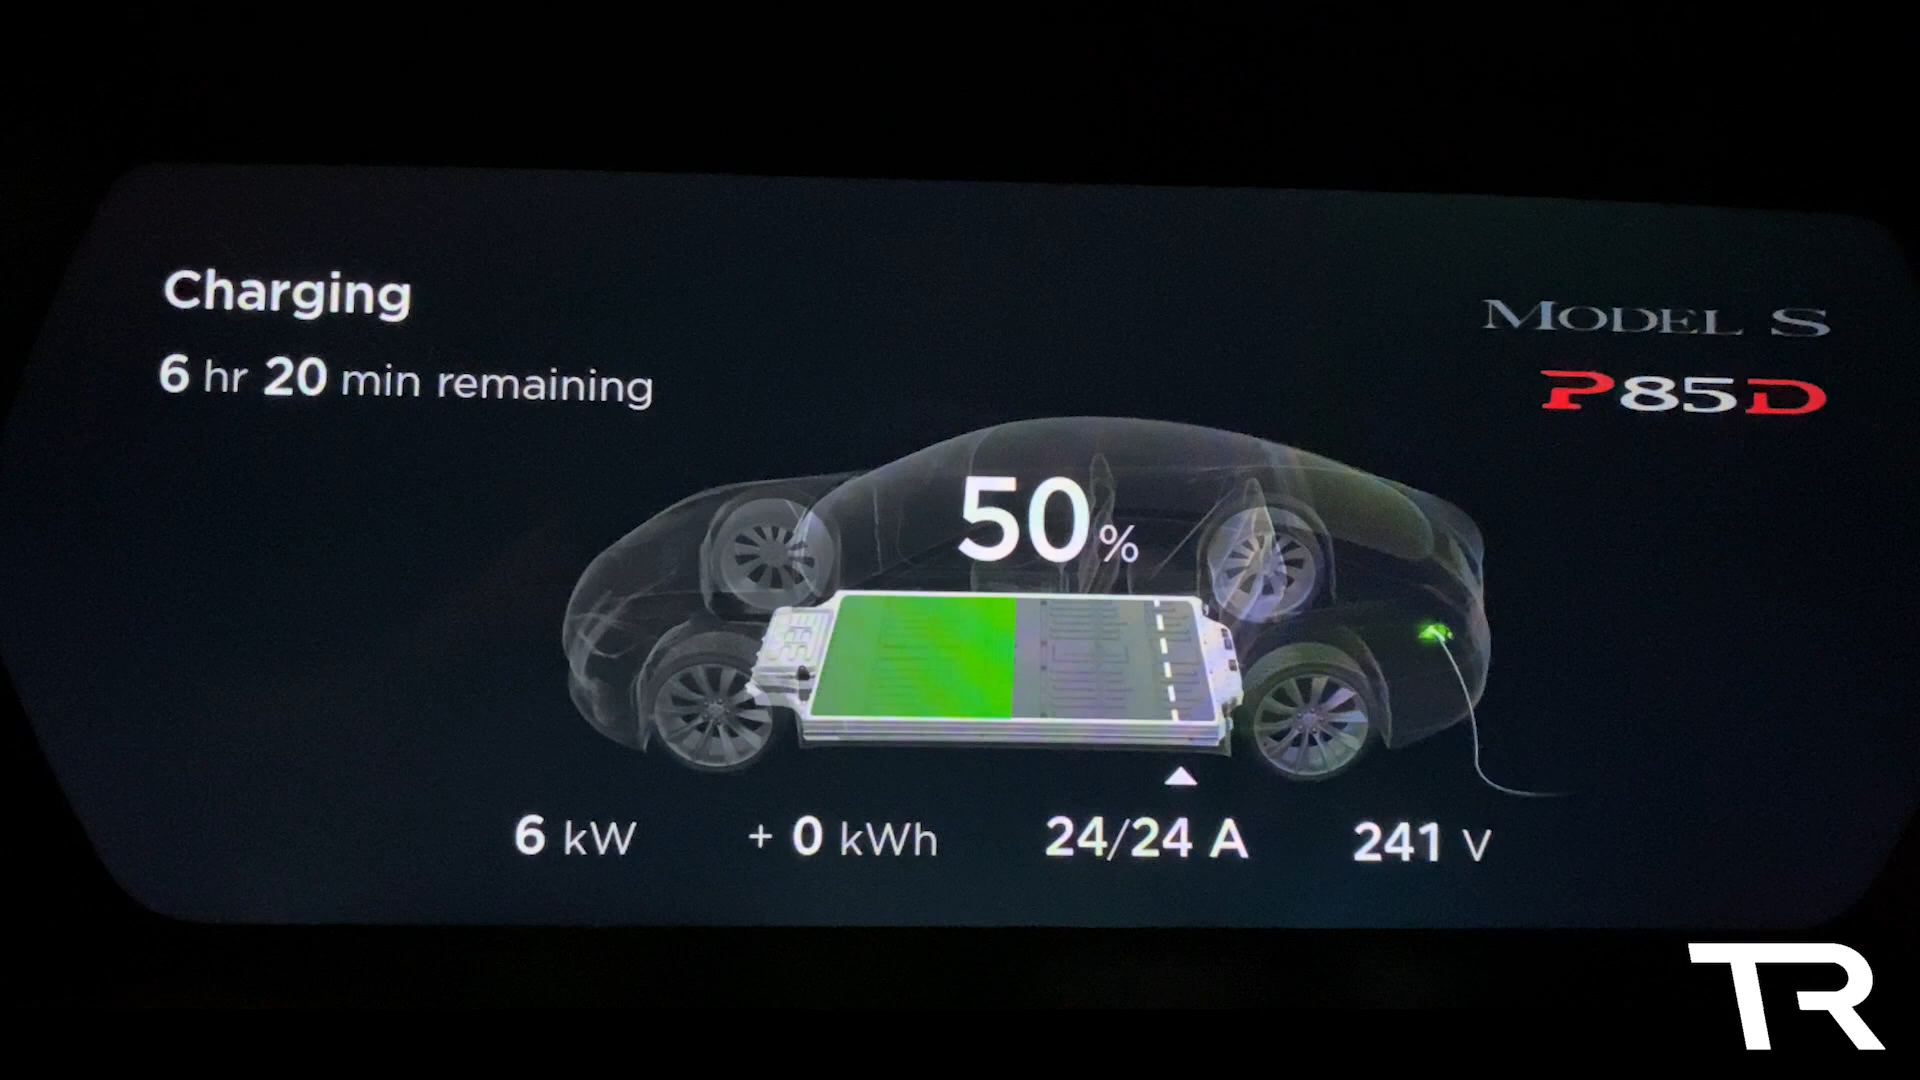 Charging
6 hr 20 min remaining
MODEL S
P85D
50 %
6 kW
+ 0 kWh
24/24 A
241 V
TR